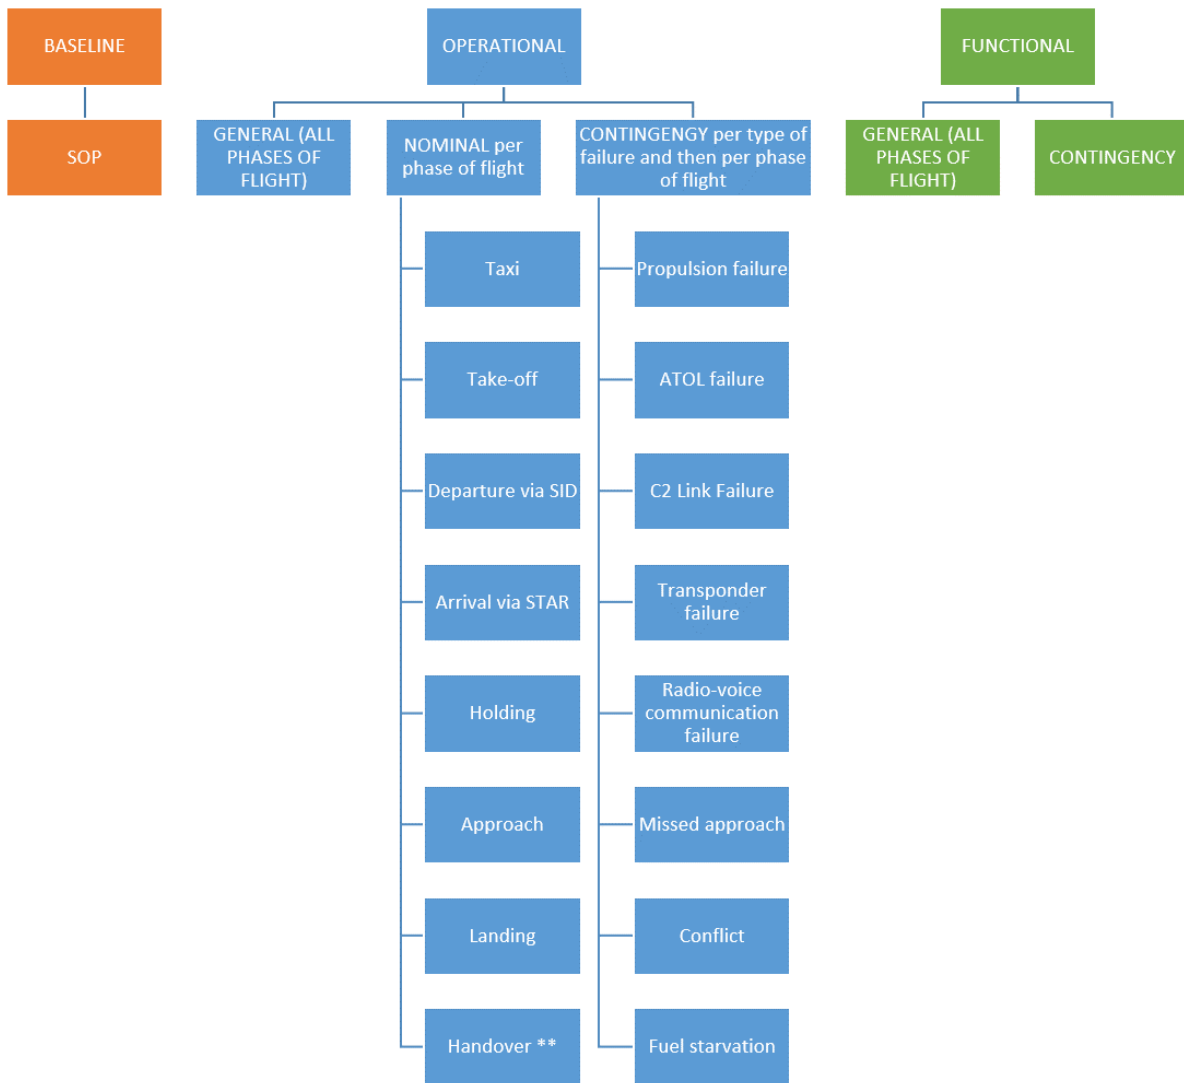 BASELINE
OPERATIONAL
FUNCTIONAL
SOP
GENERAL (ALL
PHASES OF
FLIGHT)
NOMINAL per
phase of flight
CONTINGENGY per type of
failure and then per phase
of flight
GENERAL (ALL
PHASES OF
FLIGHT)
CONTINGENCY
Taxi
Propulsion failure
Take-off
ATOL failure
Departure via SID
C2 Link Failure
Arrival via STAR
Transponder
failure
Holding
Radio-voice
communication
failure
Approach
Missed approach
Landing
Conflict
Handover **
Fuel starvation